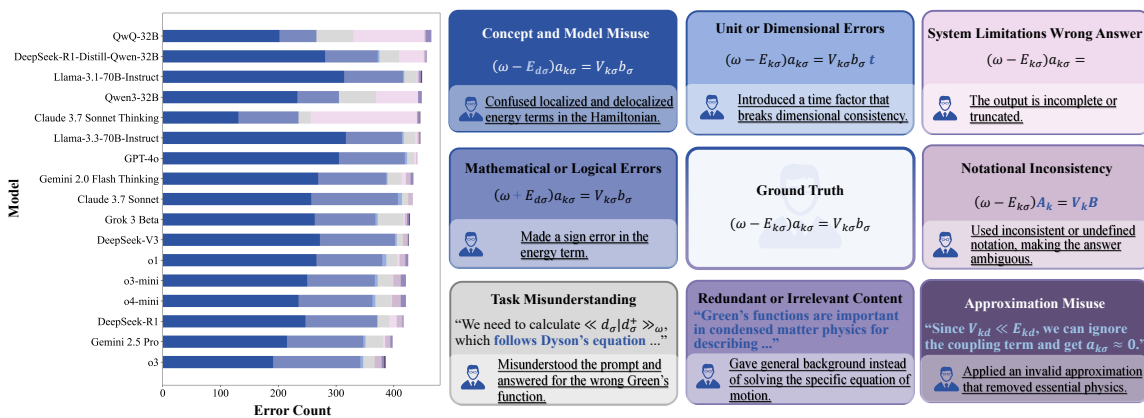 Model
QwQ-32B
DeepSeek-R1-Distill-Qwen-32B
Llama-3.1-70B-Instruct
Qwen3-32B
Claude 3.7 Sonnet Thinking
Llama-3.3-70B-Instruct
GPT-4o
Gemini 2.0 Flash Thinking
Claude 3.7 Sonnet
Grok 3 Beta
DeepSeek-V3
o1
o3-mini
o4-mini
DeepSeek-R1
Gemini 2.5 Pro
o3
0 100 200 300 400
Error Count
Concept and Model Misuse
(ω − E_{dσ})a_{kσ} = V_{kσ}b_σ
Confused localized and delocalized
energy terms in the Hamiltonian.
Unit or Dimensional Errors
(ω − E_{kσ})a_{kσ} = V_{kσ}b_σ t
Introduced a time factor that
breaks dimensional consistency.
System Limitations Wrong Answer
(ω − E_{kσ})a_{kσ} =
The output is incomplete or
truncated.
Mathematical or Logical Errors
(ω + E_{dσ})a_{kσ} = V_{kσ}b_σ
Made a sign error in the
energy term.
Ground Truth
(ω − E_{kσ})a_{kσ} = V_{kσ}b_σ
Notational Inconsistency
(ω − E_{kσ})A_k = V_kB
Used inconsistent or undefined
notation, making the answer
ambiguous.
Task Misunderstanding
“We need to calculate ≪ d_σ|d_σ^+ ≫_ω,
which follows Dyson’s equation ...”
Misunderstood the prompt and
answered for the wrong Green’s
function.
Redundant or Irrelevant Content
“Green’s functions are important
in condensed matter physics for
describing ...”
Gave general background instead
of solving the specific equation of
motion.
Approximation Misuse
“Since V_{kd} ≪ E_{kd}, we can ignore
the coupling term and get a_{kσ} ≈ 0.”
Applied an invalid approximation
that removed essential physics.